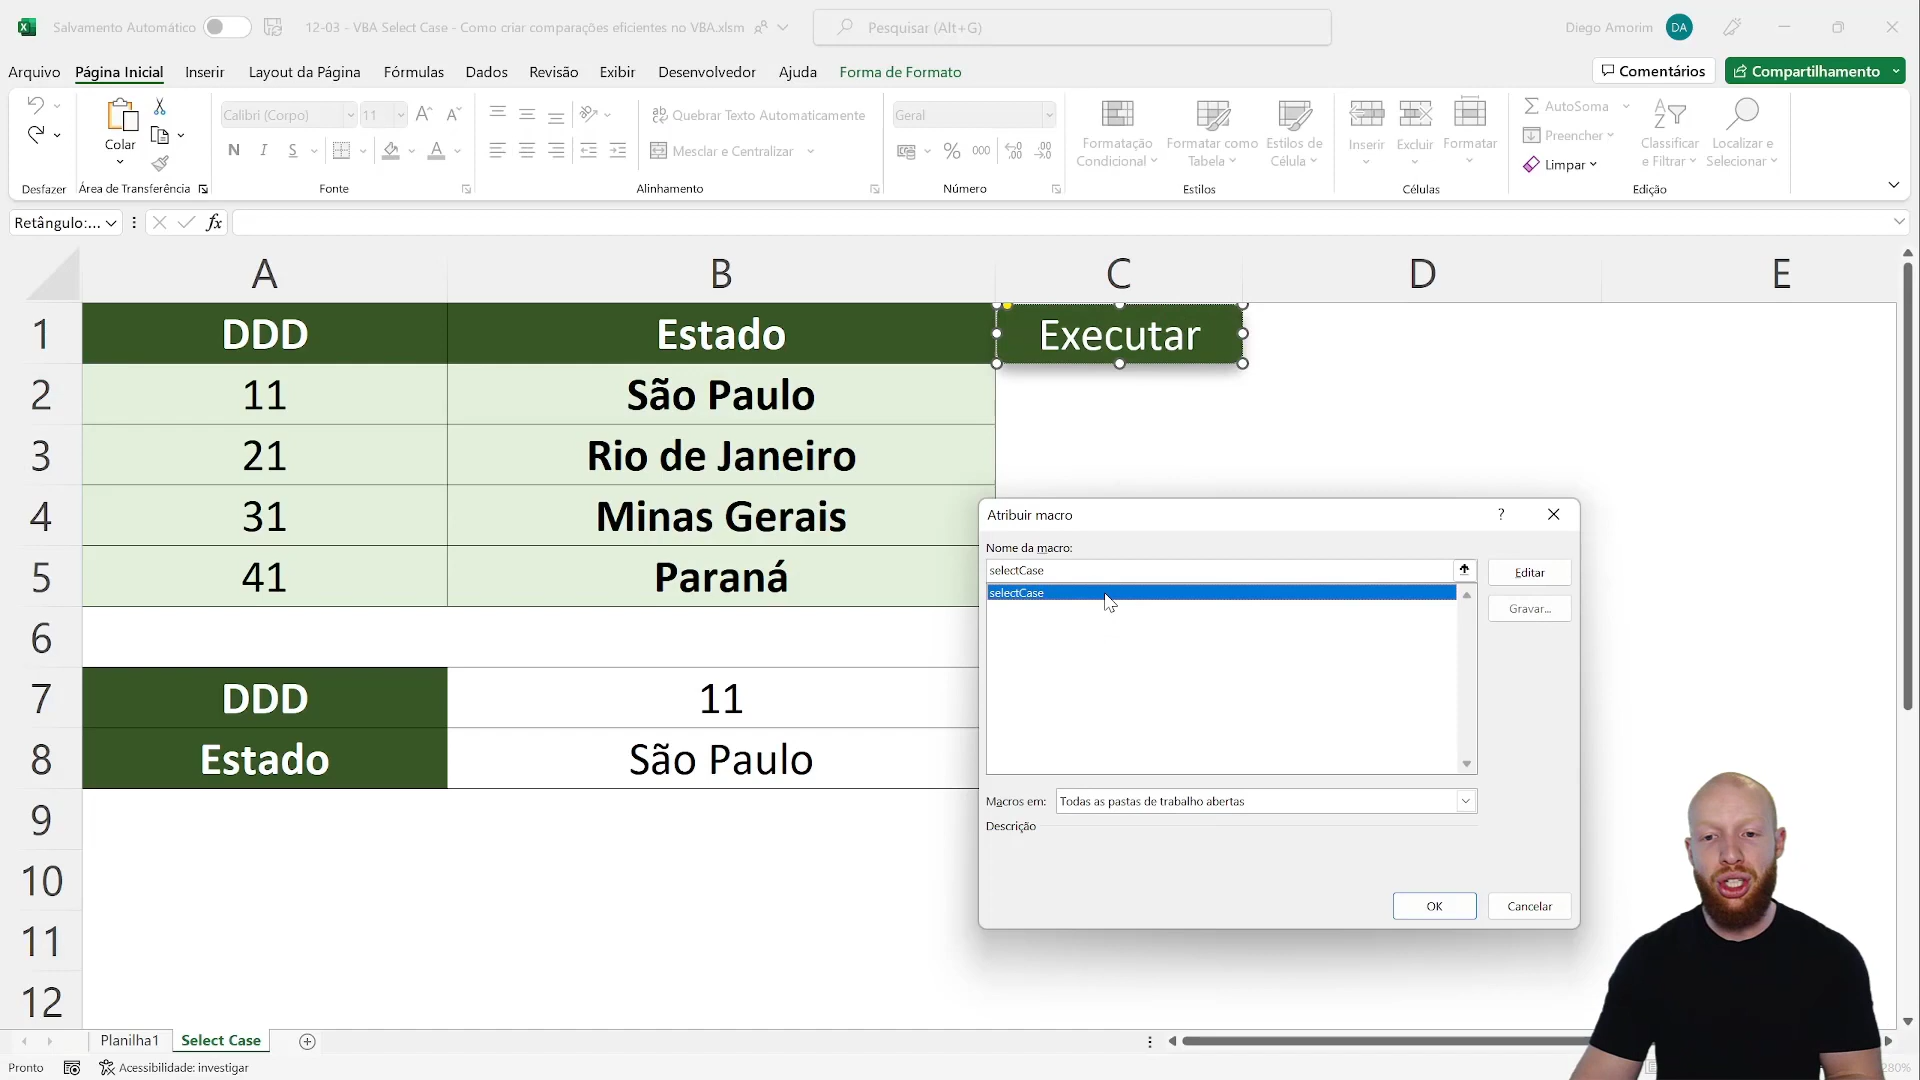 Salvamento Automático
12-03 - VBA Select Case - Como criar comparações eficientes no VBA.xlsm
Pesquisar (Alt+G)
Diego Amorim
DA
Arquivo
Página Inicial
Inserir
Layout da Página
Fórmulas
Dados
Revisão
Exibir
Desenvolvedor
Ajuda
Forma de Formato
Comentários
Compartilhamento
Colar
Calibri (Corpo)
11
Quebrar Texto Automaticamente
Mesclar e Centralizar
N I S
Geral
% 000
Formatação
Condicional
Formatar como
Tabela
Estilos de
Célula
Inserir
Excluir
Formatar
AutoSoma
Preencher
Limpar
Classificar
e Filtrar
Localizar e
Selecionar
Desfazer
Área de Transferência
Fonte
Alinhamento
Número
Estilos
Células
Edição
Retângulo:...
fx
A B C D E
1 DDD Estado Executar
2 11 São Paulo
3 21 Rio de Janeiro
4 31 Minas Gerais
5 41 Paraná
6
7 DDD 11
8 Estado São Paulo
9
10
11
12
Atribuir macro
?
Nome da macro:
selectCase
selectCase
Editar
Gravar...
Macros em:
Todas as pastas de trabalho abertas
Descrição
OK
Cancelar
Planilha1
Select Case
Pronto
Acessibilidade: investigar
280%